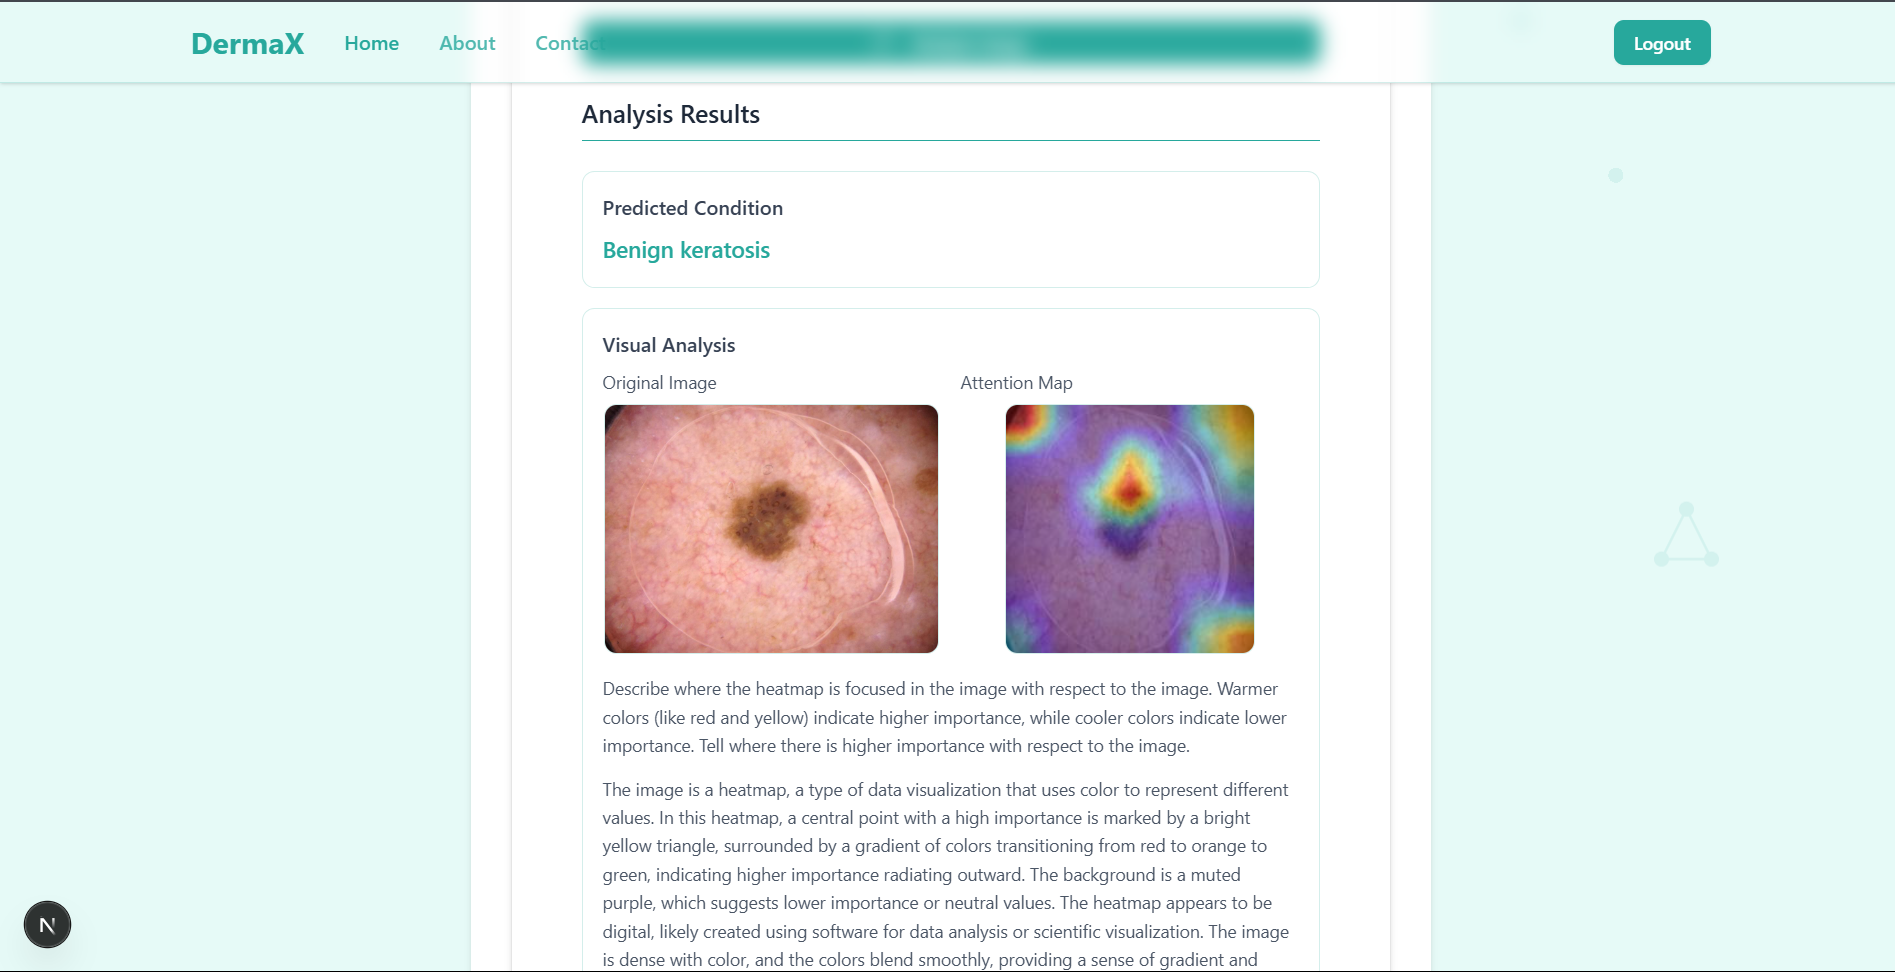 DermaX Home About Contact Logout
Analysis Results
Predicted Condition
Benign keratosis
Visual Analysis
Original Image Attention Map
Describe where the heatmap is focused in the image with respect to the image. Warmer
colors (like red and yellow) indicate higher importance, while cooler colors indicate lower
importance. Tell where there is higher importance with respect to the image.
The image is a heatmap, a type of data visualization that uses color to represent different
values. In this heatmap, a central point with a high importance is marked by a bright
yellow triangle, surrounded by a gradient of colors transitioning from red to orange to
green, indicating higher importance radiating outward. The background is a muted
purple, which suggests lower importance or neutral values. The heatmap appears to be
digital, likely created using software for data analysis or scientific visualization. The image
is dense with color, and the colors blend smoothly, providing a sense of gradient and
N